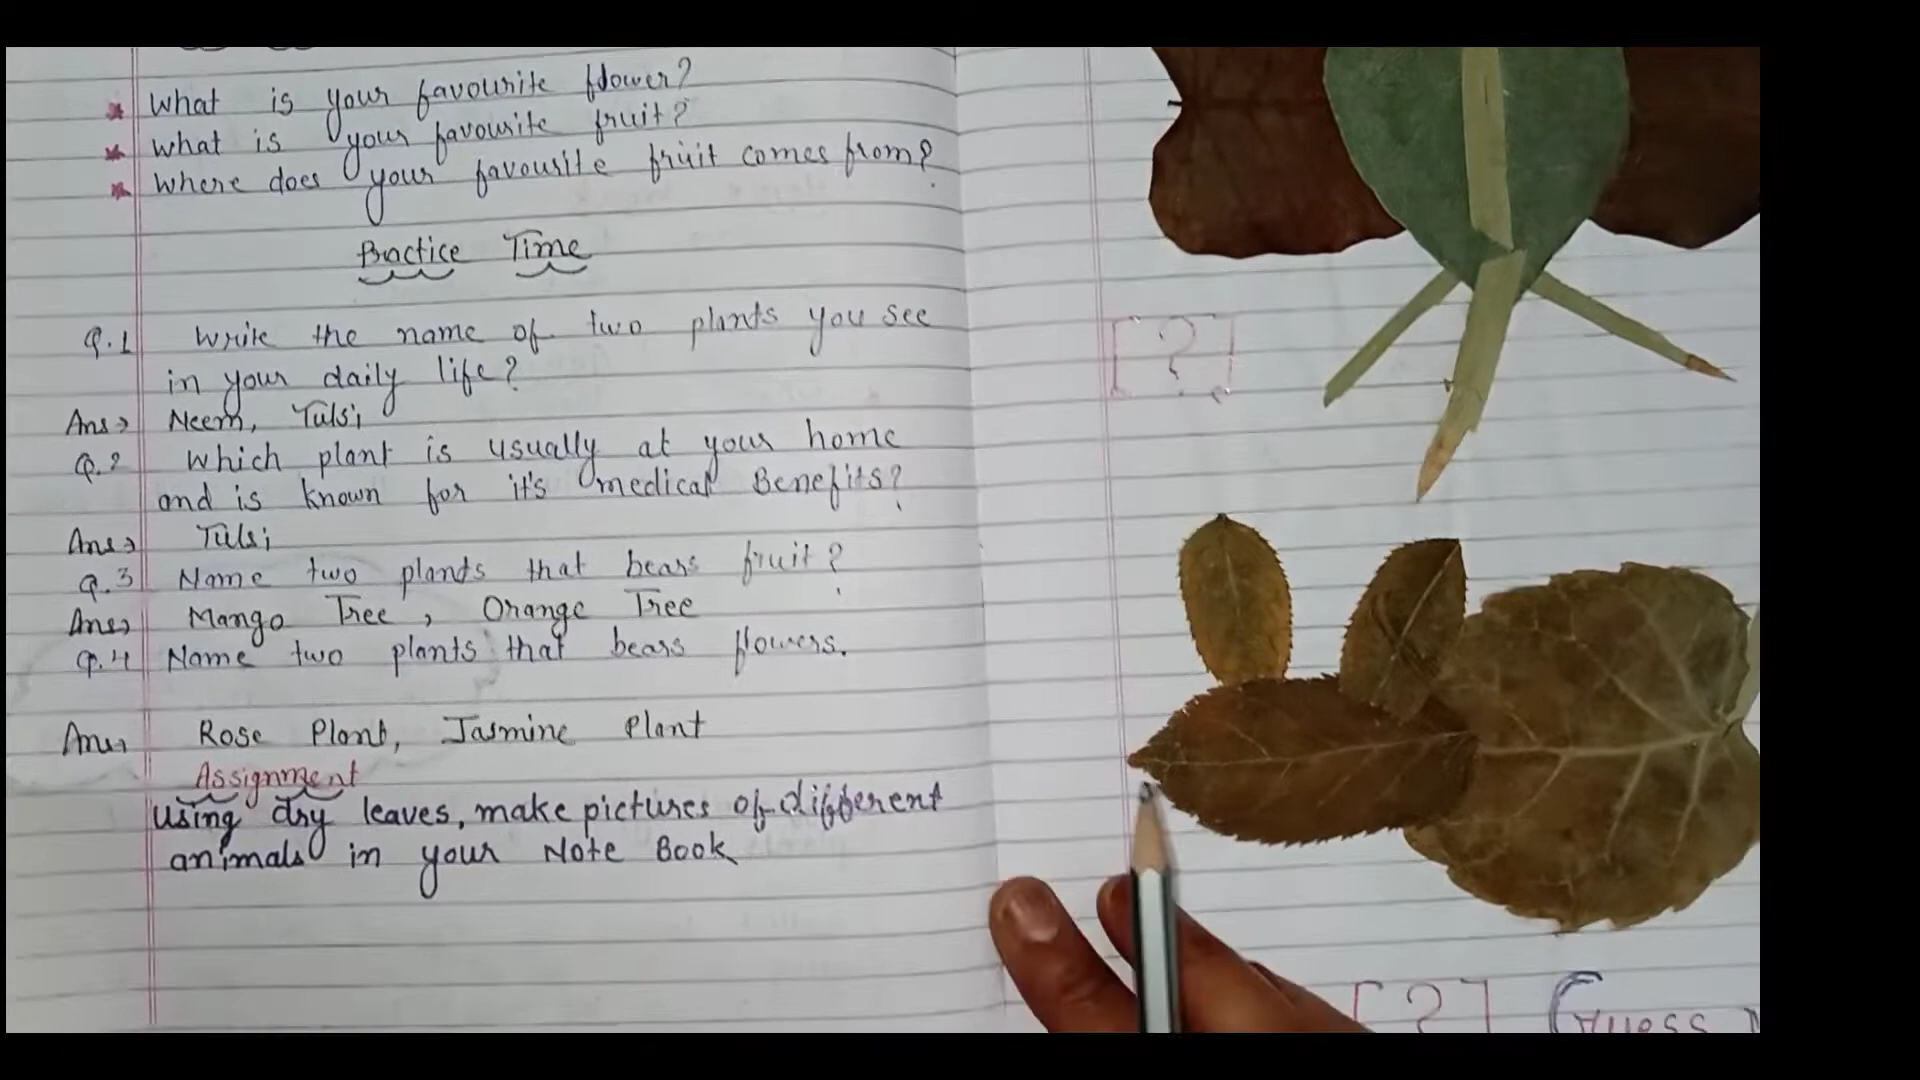 What is your favourite flower?
What is your favourite fruit?
Where does your favourite fruit comes from?
Practice Time
Q.1 Write the name of two plants you see
in your daily life?
Ans→ Neem, Tulsi
Q.2 Which plant is usually at your home
and is known for it's medical Benefits?
Ans→ Tulsi
Q.3 Name two plants that bears fruit?
Ans→ Mango Tree, Orange Tree
Q.4 Name two plants that bears flowers.
Ans→ Rose Plant, Jasmine Plant
Assignment
Using dry leaves, make pictures of different
animals in your Note Book
[?]
[?] Guess